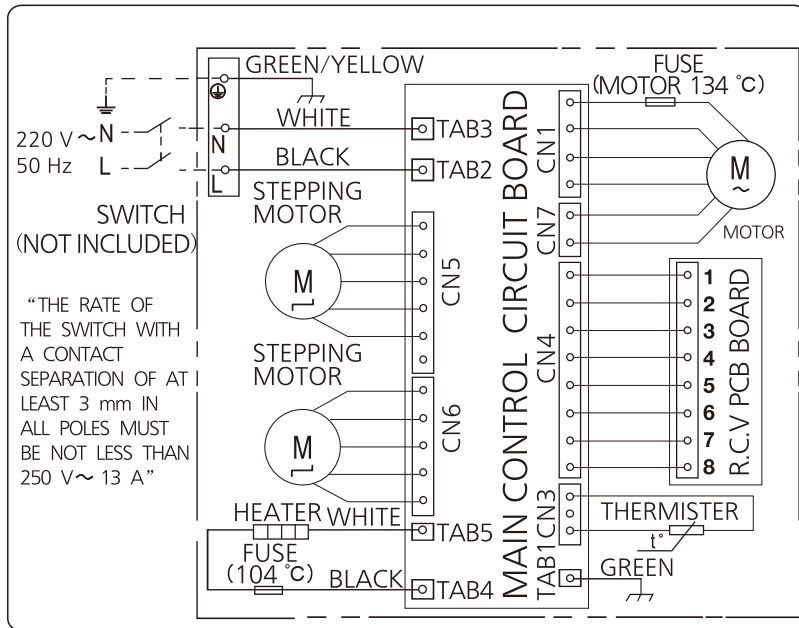 GREEN/YELLOW
N
220 V～
50 Hz
L
WHITE
N
BLACK
L
SWITCH
(NOT INCLUDED)
“THE RATE OF
THE SWITCH WITH
A CONTACT
SEPARATION OF AT
LEAST 3 mm IN
ALL POLES MUST
BE NOT LESS THAN
250 V～ 13 A”
STEPPING
MOTOR
M
STEPPING
MOTOR
M
HEATER
WHITE
FUSE
(104 ℃)
BLACK
TAB3
TAB2
CN5
CN6
TAB5
TAB4
MAIN CONTROL CIRCUIT BOARD
CN1
CN7
CN4
CN3
TAB1
FUSE
(MOTOR 134 ℃)
M
～
MOTOR
1
2
3
4
5
6
7
8
R.C.V PCB BOARD
THERMISTER
t°
GREEN